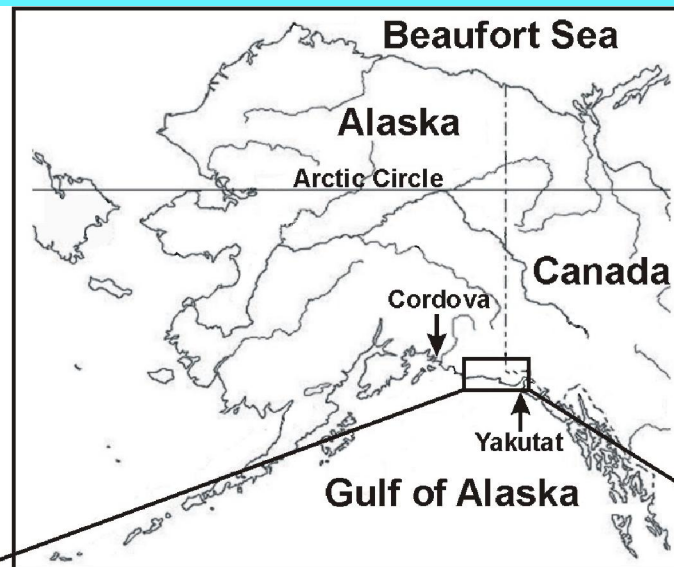 Beaufort Sea
Alaska
Arctic Circle
Canada
Cordova
Yakutat
Gulf of Alaska